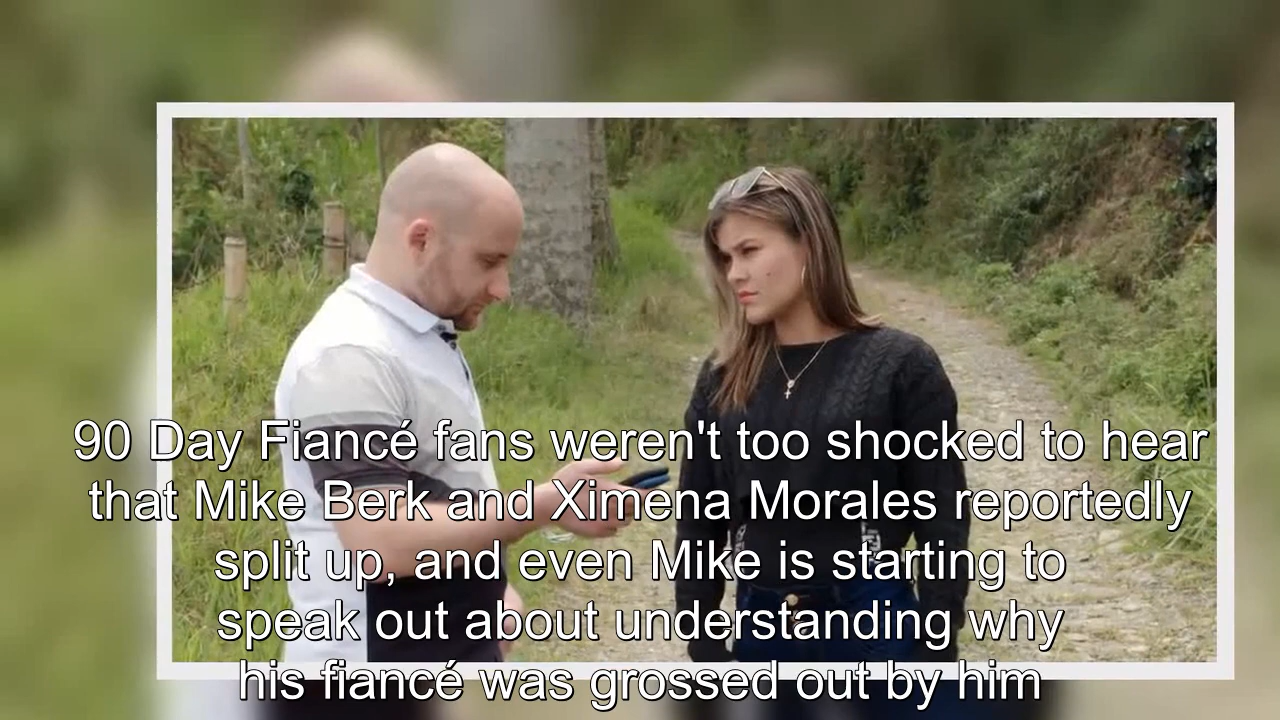 90 Day Fiancé fans weren't too shocked to hear
that Mike Berk and Ximena Morales reportedly
split up, and even Mike is starting to
speak out about understanding why
his fiancé was grossed out by him